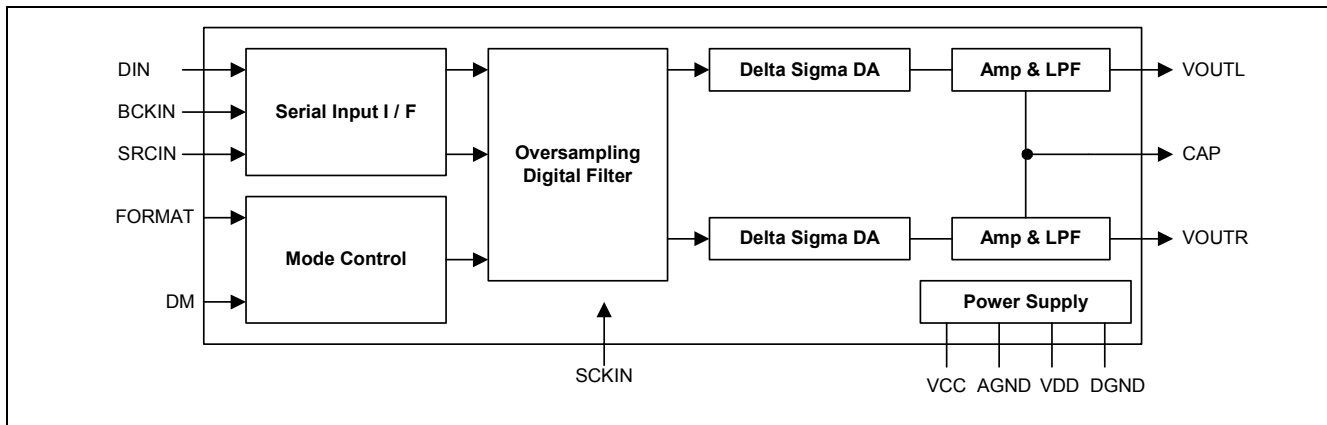 DIN
BCKIN
SRCIN
FORMAT
DM
Serial Input I / F
Mode Control
Oversampling
Digital Filter
Delta Sigma DA
Amp & LPF
VOUTL
CAP
Delta Sigma DA
Amp & LPF
VOUTR
Power Supply
SCKIN
VCC AGND VDD DGND